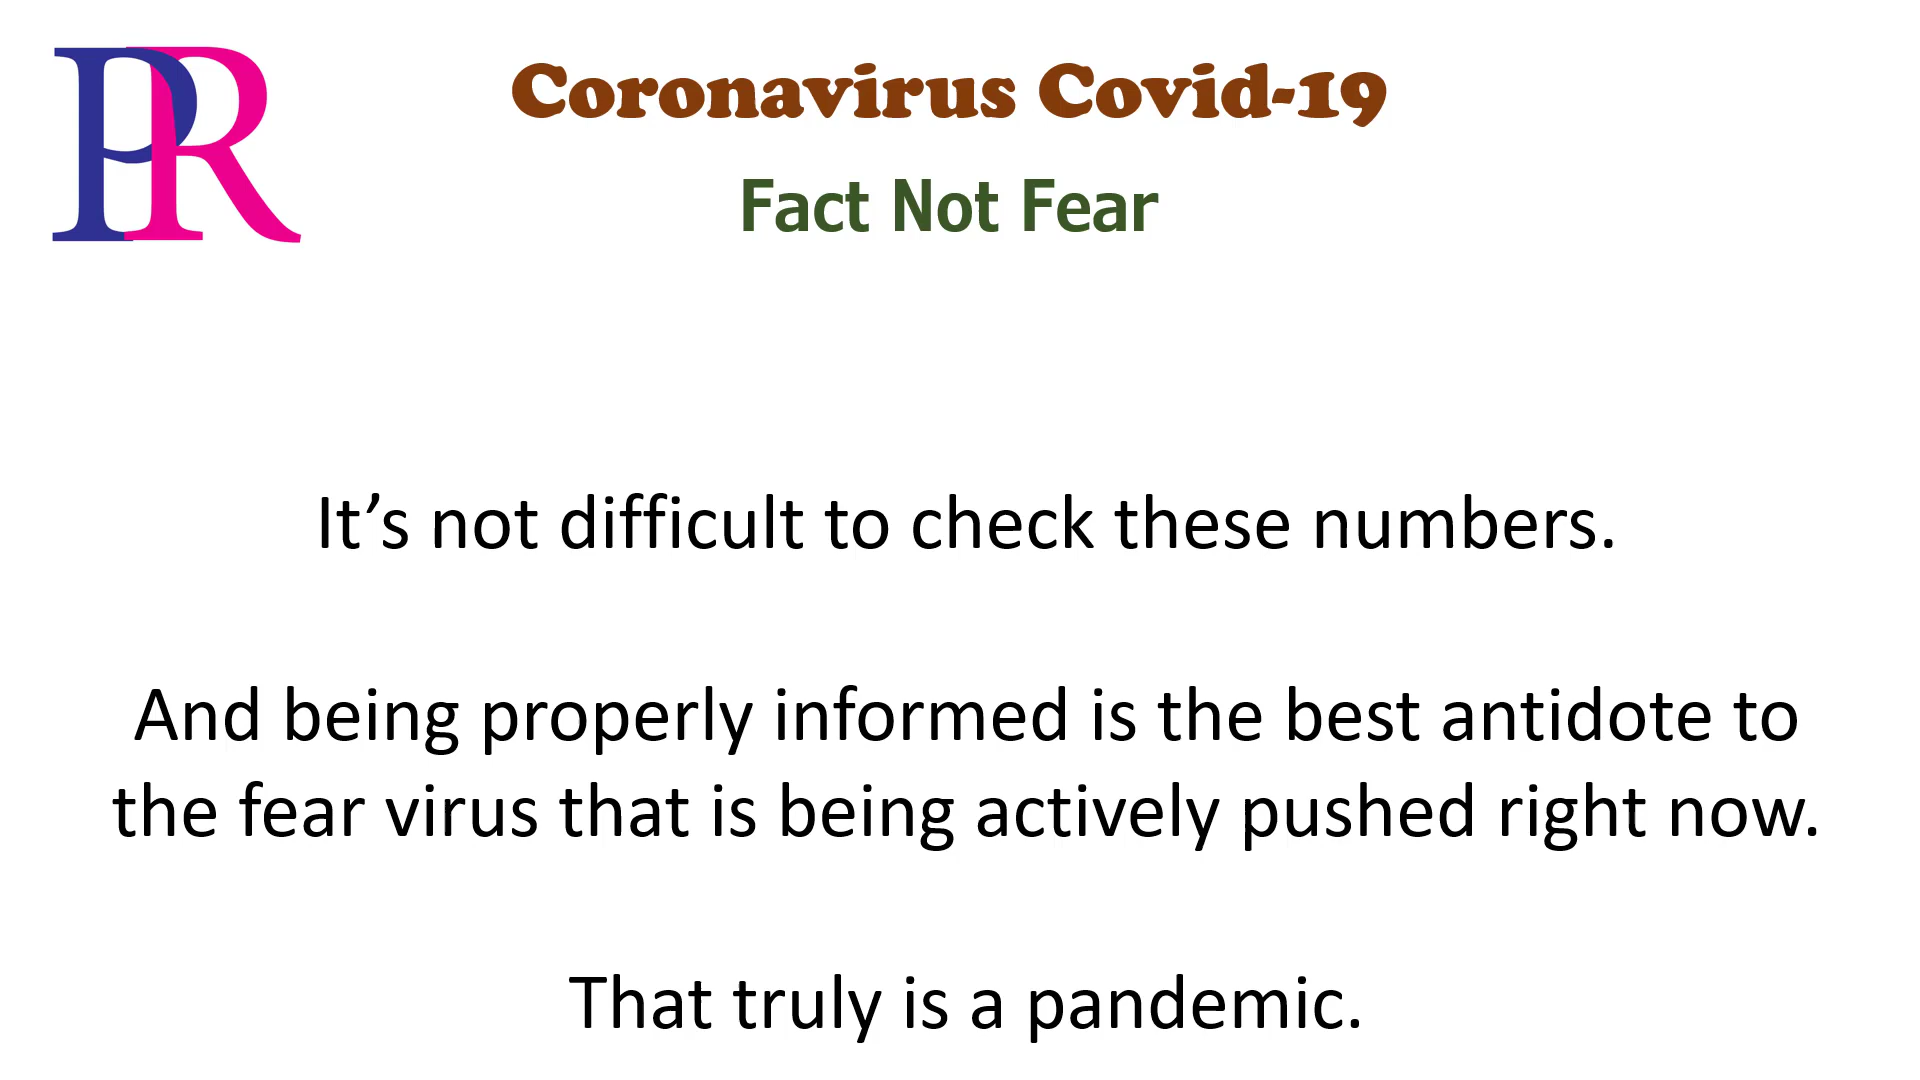 PR
Coronavirus Covid-19
Fact Not Fear
It’s not difficult to check these numbers.
And being properly informed is the best antidote to
the fear virus that is being actively pushed right now.
That truly is a pandemic.